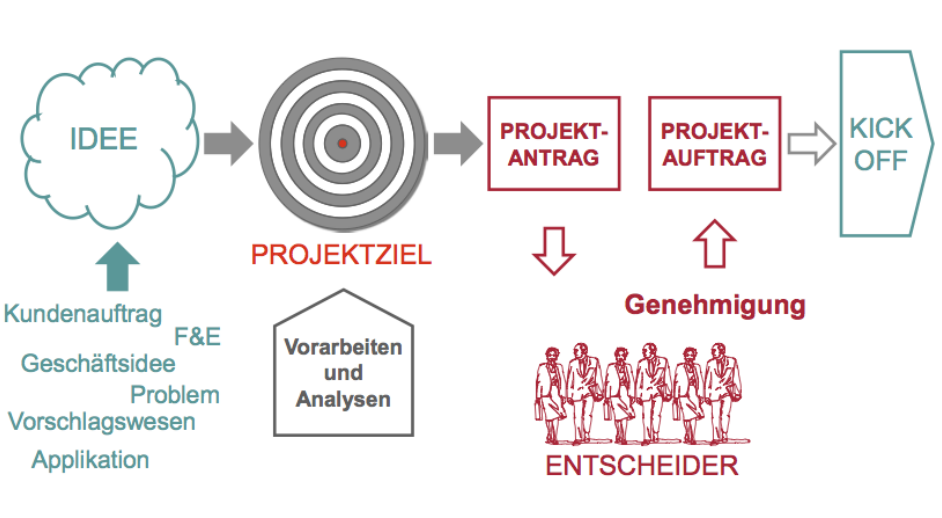 IDEE
PROJEKT-
ANTRAG
PROJEKT-
AUFTRAG
KICK
OFF
PROJEKTZIEL
Kundenauftrag
F&E
Geschäftsidee
Problem
Vorschlagswesen
Applikation
Vorarbeiten
und
Analysen
Genehmigung
ENTSCHEIDER